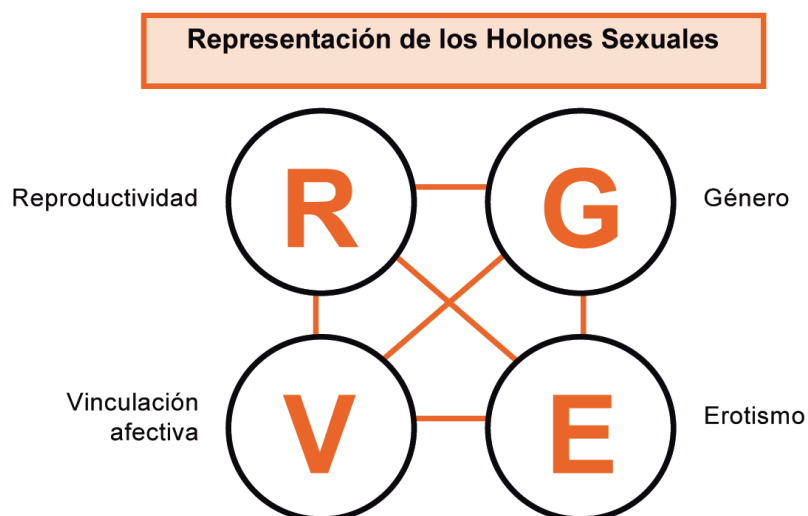 Representación de los Holones Sexuales
R
G
Reproductividad
Género
V
E
Vinculación
afectiva
Erotismo